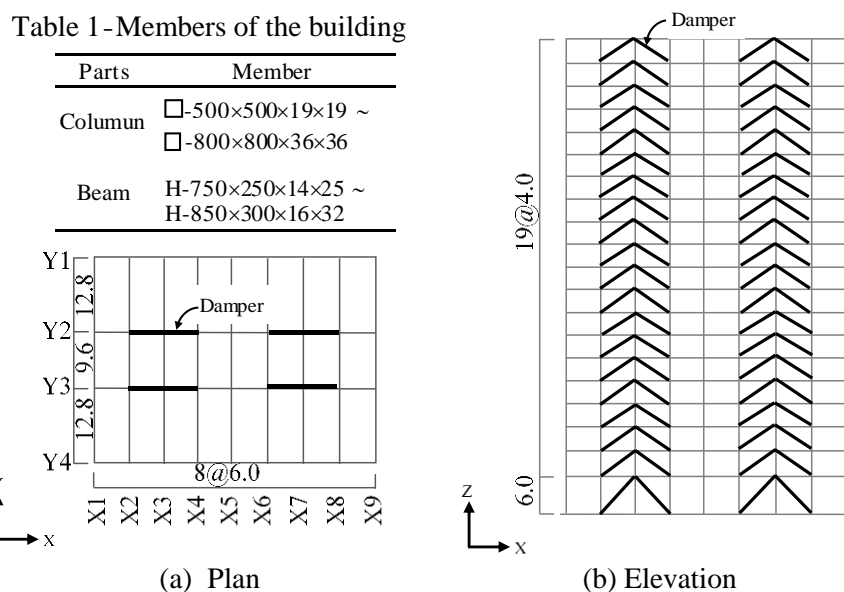 Table 1-Members of the building
Parts Member
Columun □-500×500×19×19 ~
□-800×800×36×36
Beam H-750×250×14×25 ~
H-850×300×16×32
Y1
12.8
Damper
Y2
9.6
Y3
12.8
Y4
8@6.0
X1 X2 X3 X4 X5 X6 X7 X8 X9
X
(a) Plan
Damper
19@4.0
6.0
Z
X
(b) Elevation